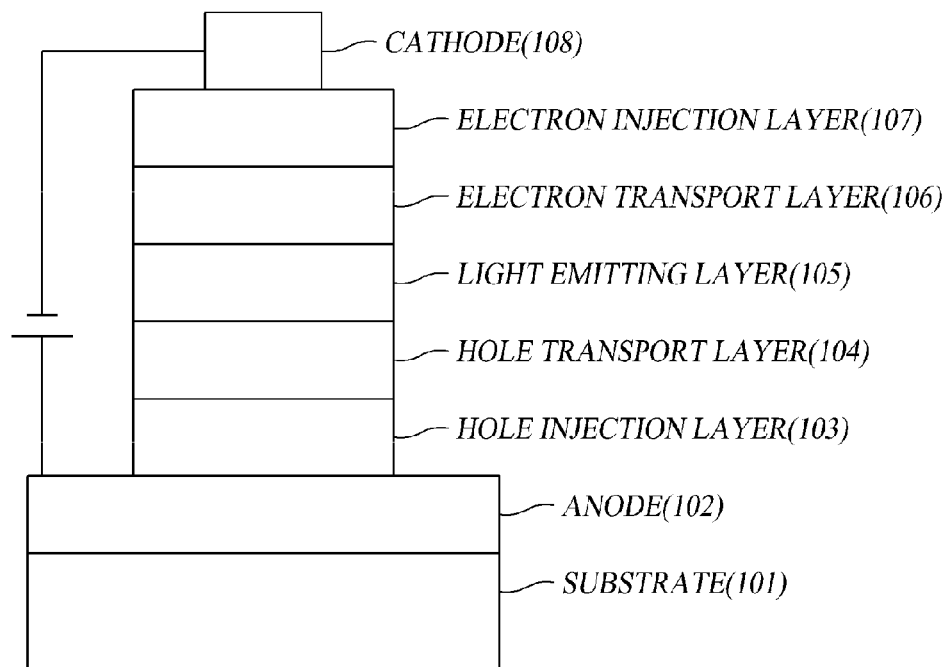 CATHODE(108)
ELECTRON INJECTION LAYER(107)
ELECTRON TRANSPORT LAYER(106)
LIGHT EMITTING LAYER(105)
HOLE TRANSPORT LAYER(104)
HOLE INJECTION LAYER(103)
ANODE(102)
SUBSTRATE(101)